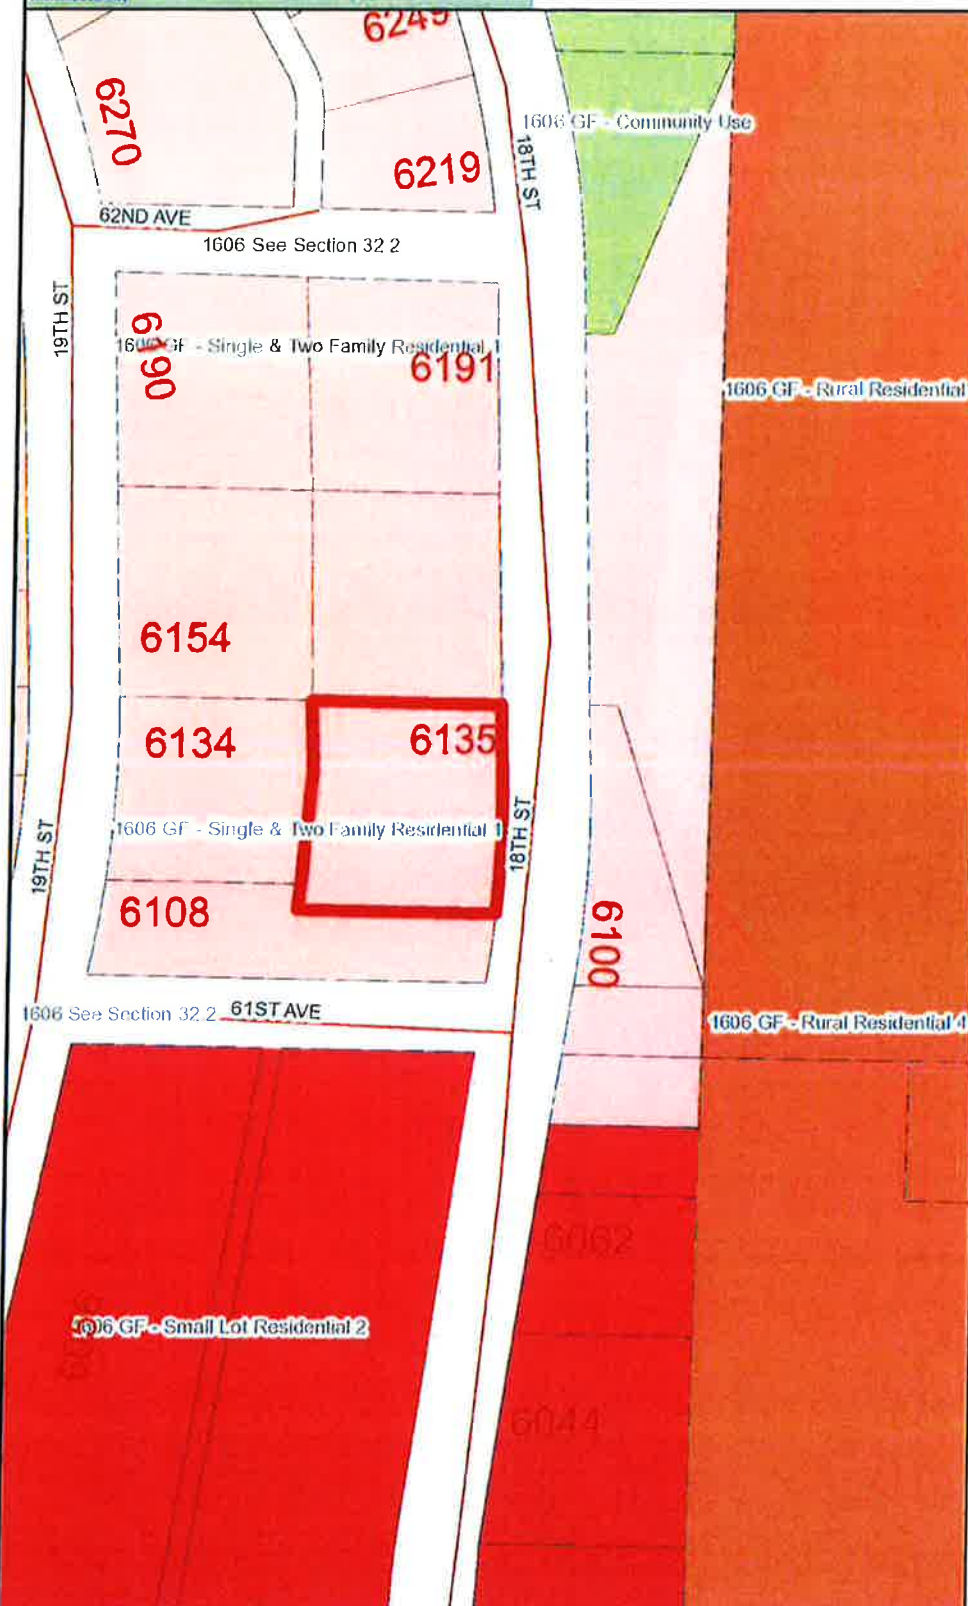 6249
6270
1606 GF - Community Use
18TH ST
6219
62ND AVE
1606 See Section 32 2
19TH ST
6190
1606 GF - Single & Two Family Residential 1
6191
1606 GF - Rural Residential
6154
6134
6135
1606 GF - Single & Two Family Residential 1
18TH ST
19TH ST
6108
6100
1606 See Section 32.2
61ST AVE
1606 GF - Rural Residential 4
6062
1606 GF - Small Lot Residential 2
6044